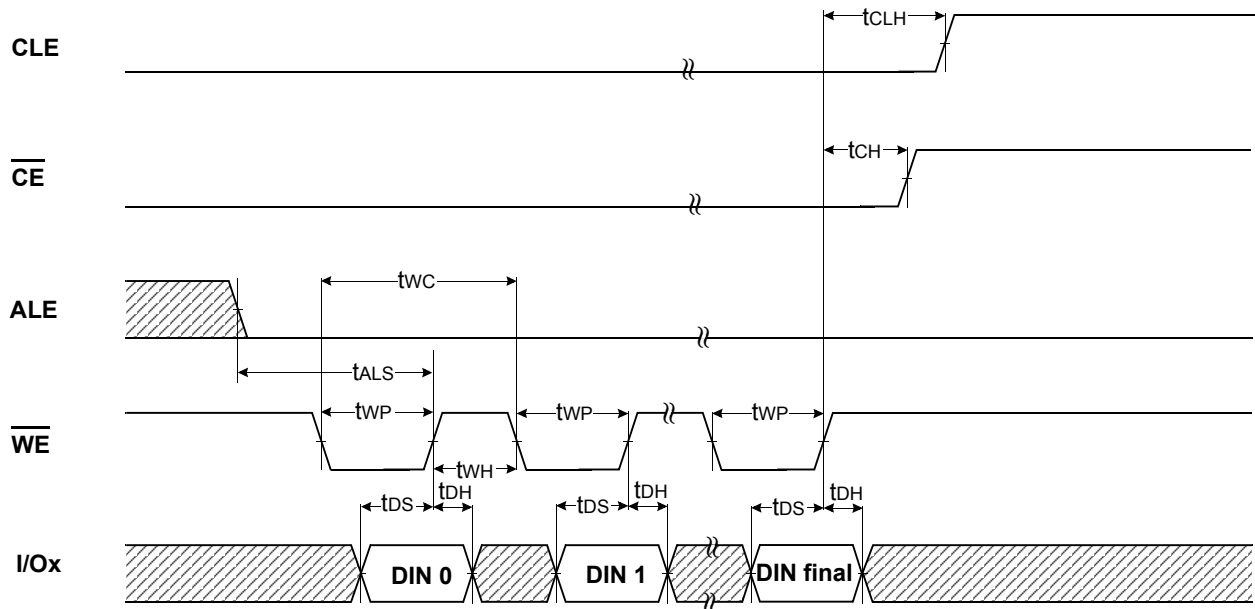 tCLH
CLE
tCH
CE
tWC
ALE
tALS
tWP tWP tWP
WE
tWH
tDS tDH tDS tDH tDS tDH
I/Ox DIN 0 DIN 1 DIN final